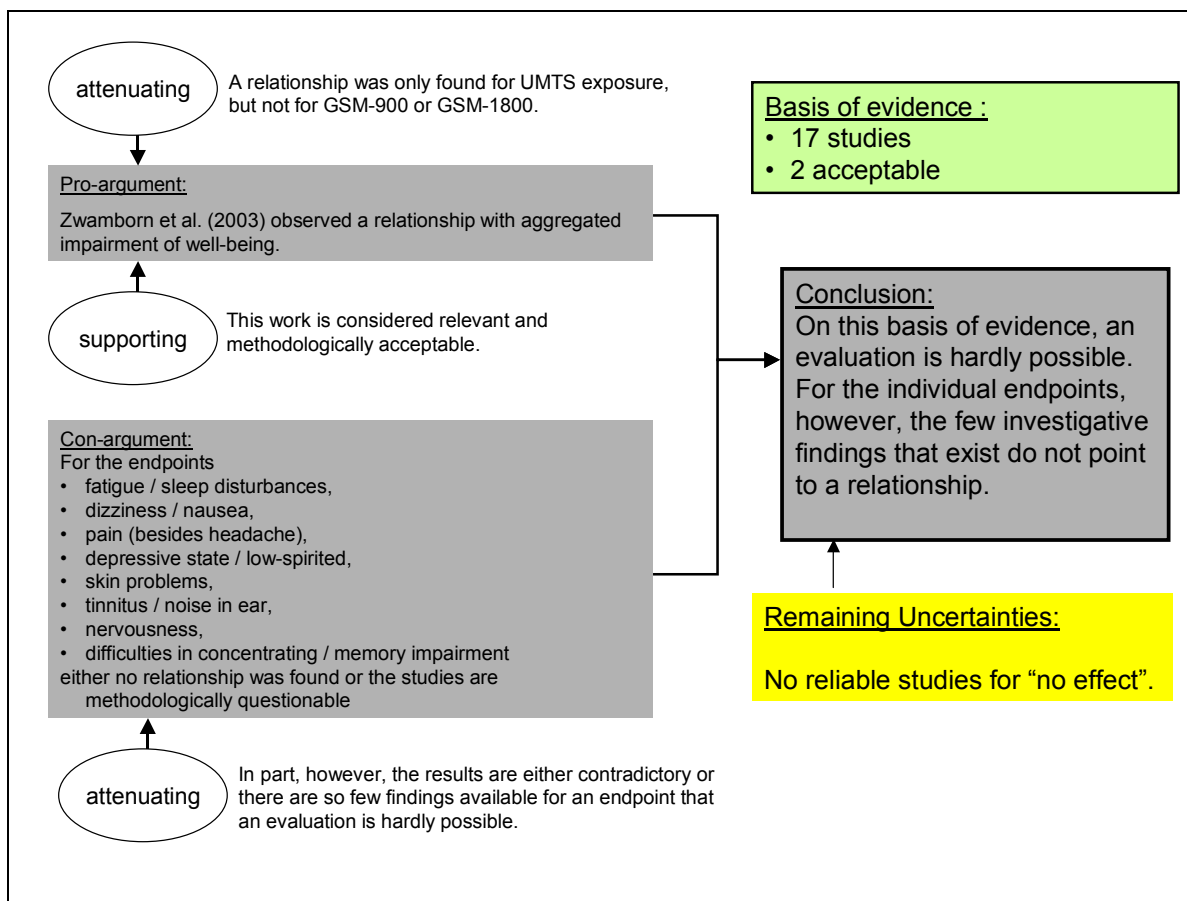 attenuating
A relationship was only found for UMTS exposure,
but not for GSM-900 or GSM-1800.
Pro-argument:
Zwamborn et al. (2003) observed a relationship with aggregated
impairment of well-being.
supporting
This work is considered relevant and
methodologically acceptable.
Con-argument:
For the endpoints
• fatigue / sleep disturbances,
• dizziness / nausea,
• pain (besides headache),
• depressive state / low-spirited,
• skin problems,
• tinnitus / noise in ear,
• nervousness,
• difficulties in concentrating / memory impairment
either no relationship was found or the studies are
methodologically questionable
attenuating
In part, however, the results are either contradictory or
there are so few findings available for an endpoint that
an evaluation is hardly possible.
Basis of evidence :
• 17 studies
• 2 acceptable
Conclusion:
On this basis of evidence, an
evaluation is hardly possible.
For the individual endpoints,
however, the few investigative
findings that exist do not point
to a relationship.
Remaining Uncertainties:
No reliable studies for “no effect”.